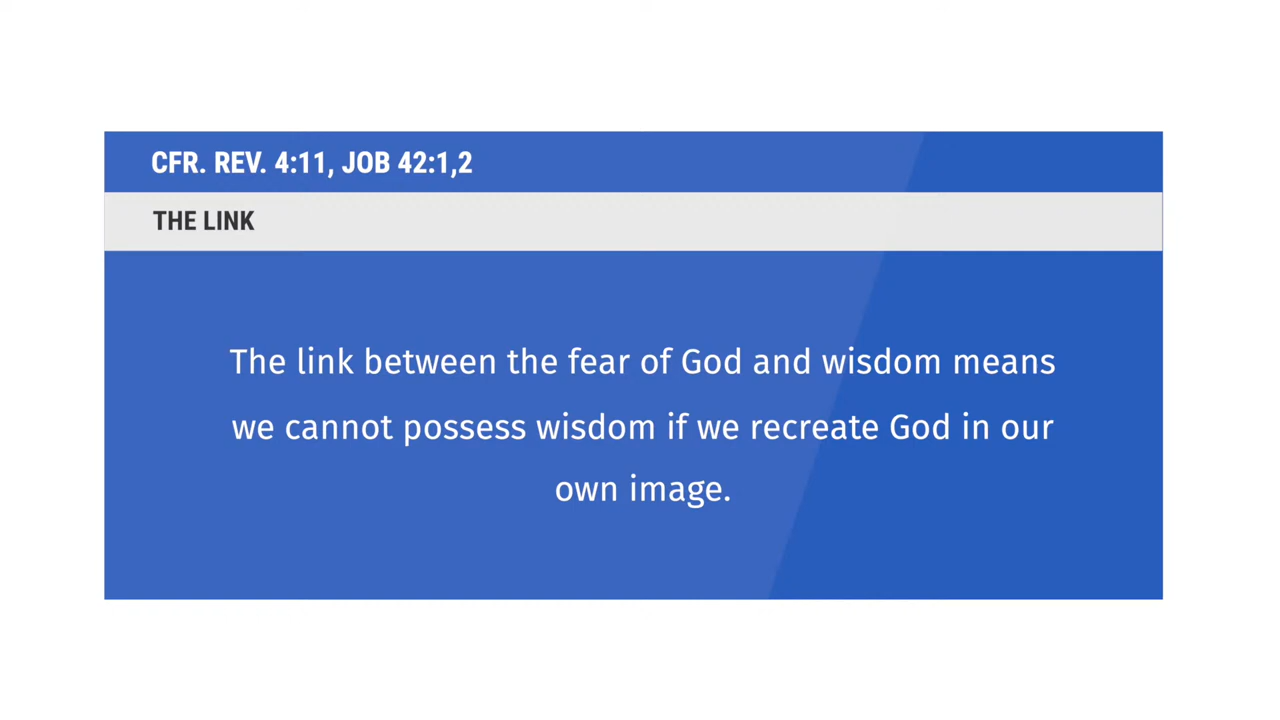 CFR. REV. 4:11, JOB 42:1,2
THE LINK
The link between the fear of God and wisdom means
we cannot possess wisdom if we recreate God in our
own image.